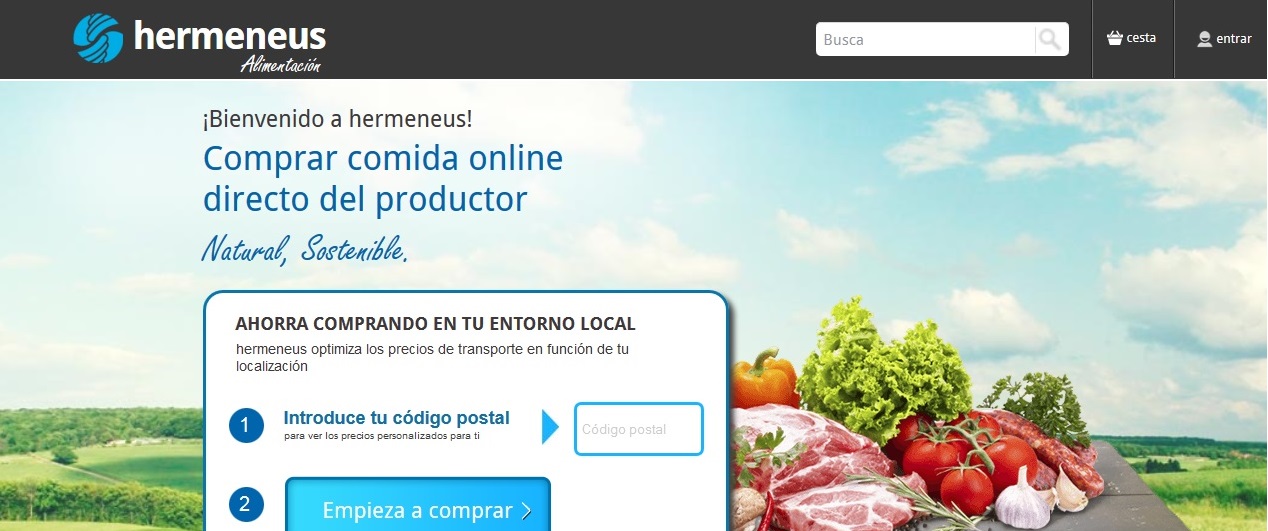 hermeneus
Alimentación
Busca
cesta
entrar
¡Bienvenido a hermeneus!
Comprar comida online
directo del productor
Natural, Sostenible.
AHORRA COMPRANDO EN TU ENTORNO LOCAL
hermeneus optimiza los precios de transporte en función de tu
localización
1
Introduce tu código postal
para ver los precios personalizados para ti
Código postal
2
Empieza a comprar